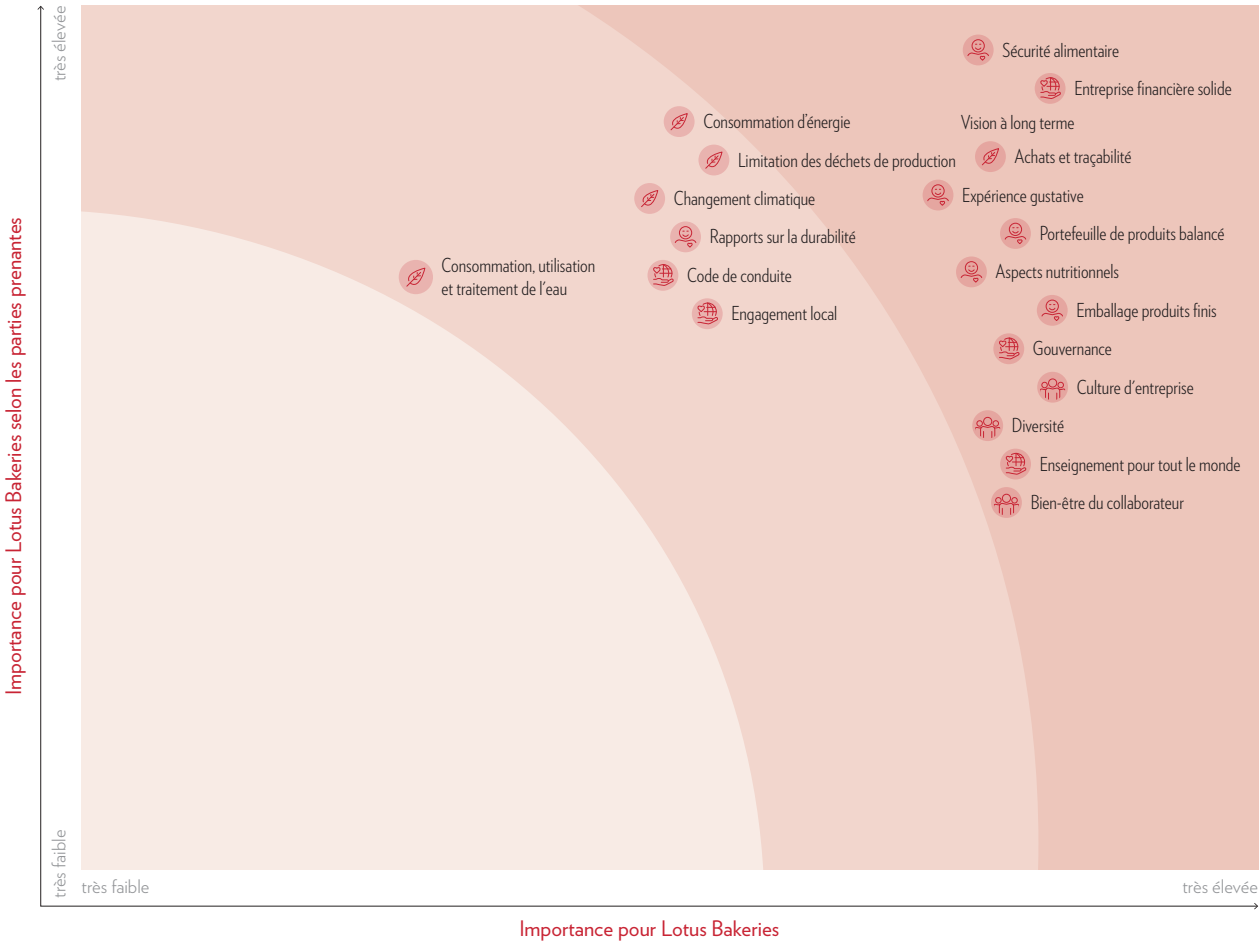 très élevée
Importance pour Lotus Bakeries selon les parties prenantes
très faible
Sécurité alimentaire
Entreprise financière solide
Consommation d'énergie
Vision à long terme
Limitation des déchets de production
Achats et traçabilité
Changement climatique
Expérience gustative
Rapports sur la durabilité
Portefeuille de produits balancé
Consommation, utilisation
et traitement de l'eau
Code de conduite
Aspects nutritionnels
Engagement local
Emballage produits finis
Gouvernance
Culture d'entreprise
Diversité
Enseignement pour tout le monde
Bien-être du collaborateur
très faible
très élevée
Importance pour Lotus Bakeries